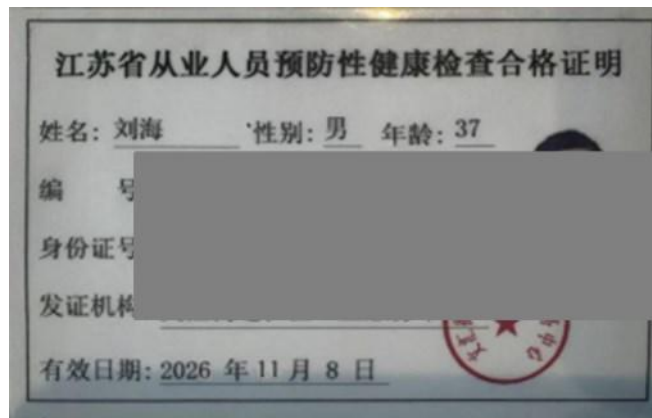 江苏省从业人员预防性健康检查合格证明
姓名: 刘海 性别: 男 年龄: 37
编 号
身份证号
发证机构
有效日期: 2026 年 11 月 8 日